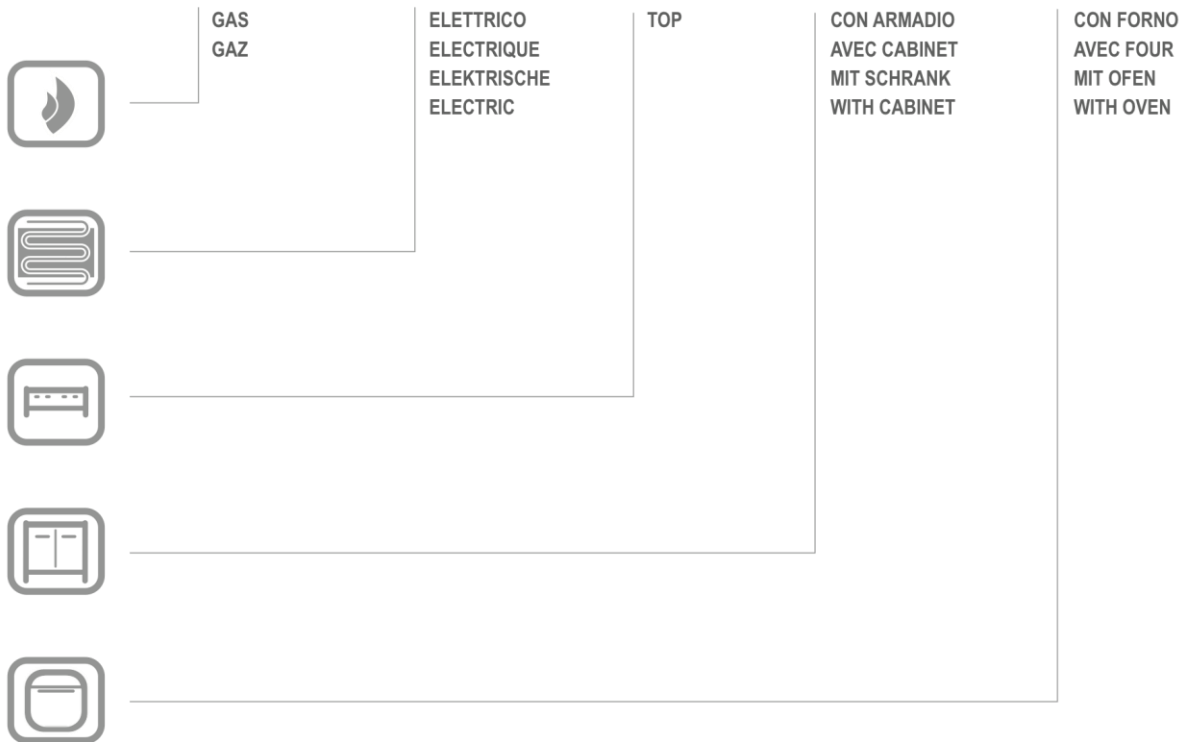 GAS
GAZ
ELETTRICO
ELECTRIQUE
ELEKTRISCHE
ELECTRIC
TOP
CON ARMADIO
AVEC CABINET
MIT SCHRANK
WITH CABINET
CON FORNO
AVEC FOUR
MIT OFEN
WITH OVEN